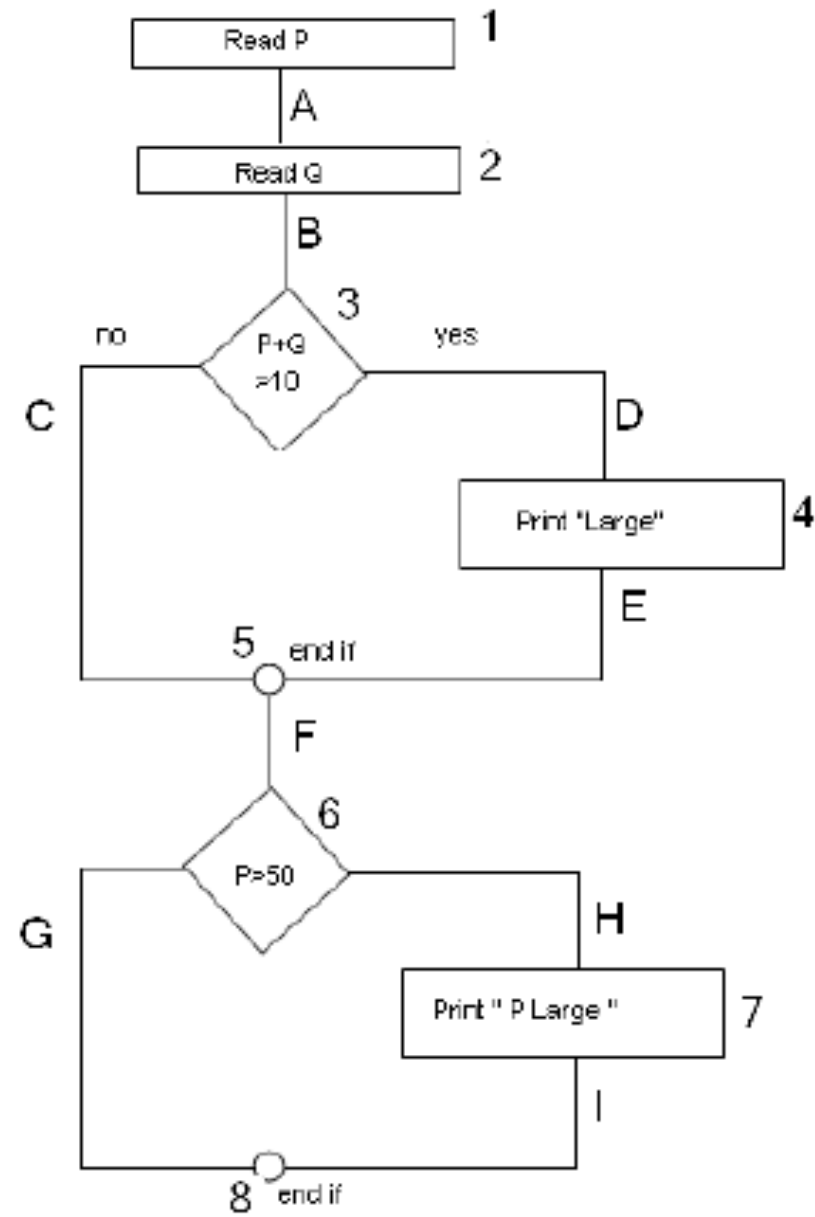 Read P
1
A
Read Q
2
B
3
no
P+Q
>10
yes
C
D
Print "Large"
4
E
5
end if
F
6
P>50
G
H
Print " P Large "
7
I
8
end if